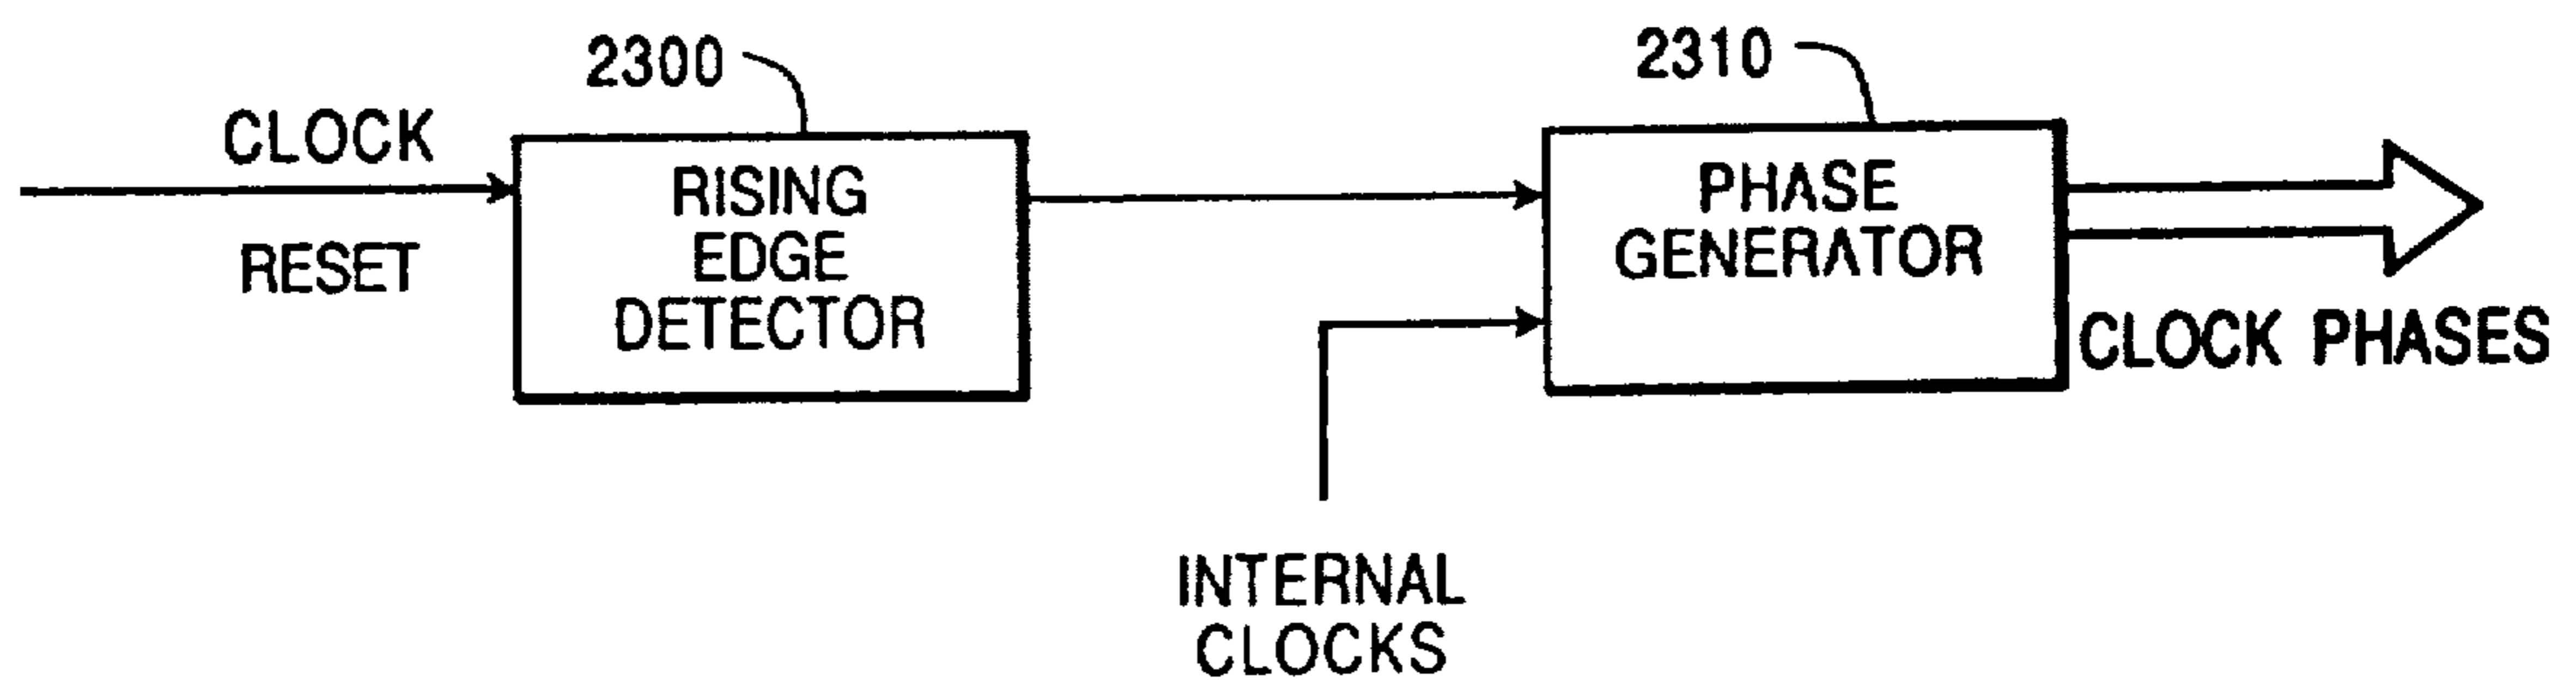 2300
2310
CLOCK
RESET
RISING
EDGE
DETECTOR
PHASE
GENERATOR
CLOCK PHASES
INTERNAL
CLOCKS